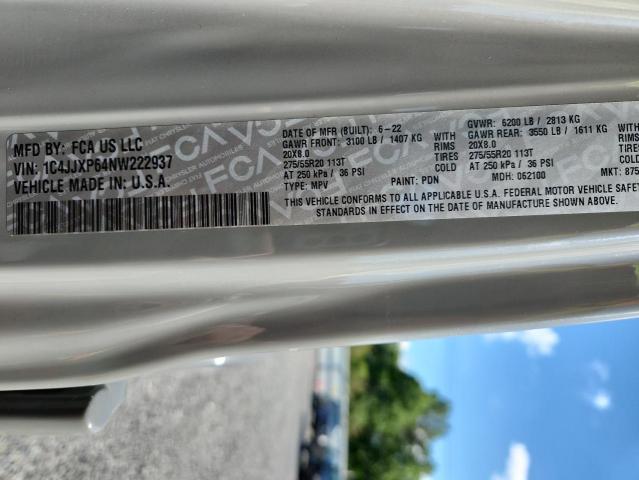 MFD BY: FCA US LLC
VIN: 1C4JJXP64NW222937
VEHICLE MADE IN U.S.A.
DATE OF MFR (BUILT): 6-22
GAWR FRONT: 3100 LB / 1407 KG
20X8.0
275/55R20 113T
AT 250 kPa / 36 PSI
TYPE: MPV PAINT: PDN
GVWR: 6200 LB / 2813 KG
GAWR REAR: 3550 LB / 1611 KG WITH
RIMS 20X8.0 RIMS
TIRES 275/55R20 113T TIRES
COLD AT 250 kPa / 36 PSI COLD
MDH: 062100 MKT: 875
THIS VEHICLE CONFORMS TO ALL APPLICABLE U.S.A. FEDERAL MOTOR VEHICLE SAFE
STANDARDS IN EFFECT ON THE DATE OF MANUFACTURE SHOWN ABOVE.